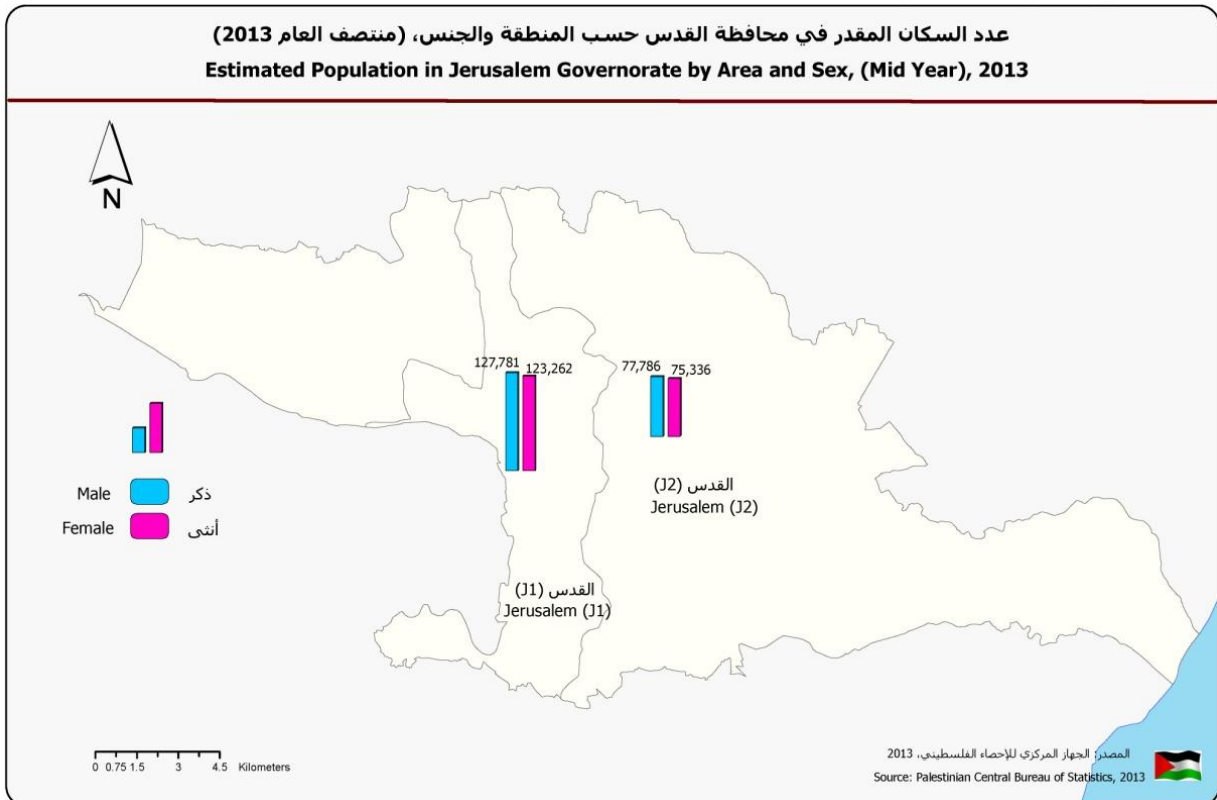 عدد السكان المقدر في محافظة القدس حسب المنطقة والجنس، (منتصف العام 2013)
Estimated Population in Jerusalem Governorate by Area and Sex, (Mid Year), 2013
N
127,781
123,262
77,786
75,336
القدس (J2)
Jerusalem (J2)
Male ذكر
Female أنثى
القدس (J1)
Jerusalem (J1)
0 0.75 1.5 3 4.5 Kilometers
المصدر: الجهاز المركزي للإحصاء الفلسطيني، 2013
Source: Palestinian Central Bureau of Statistics, 2013